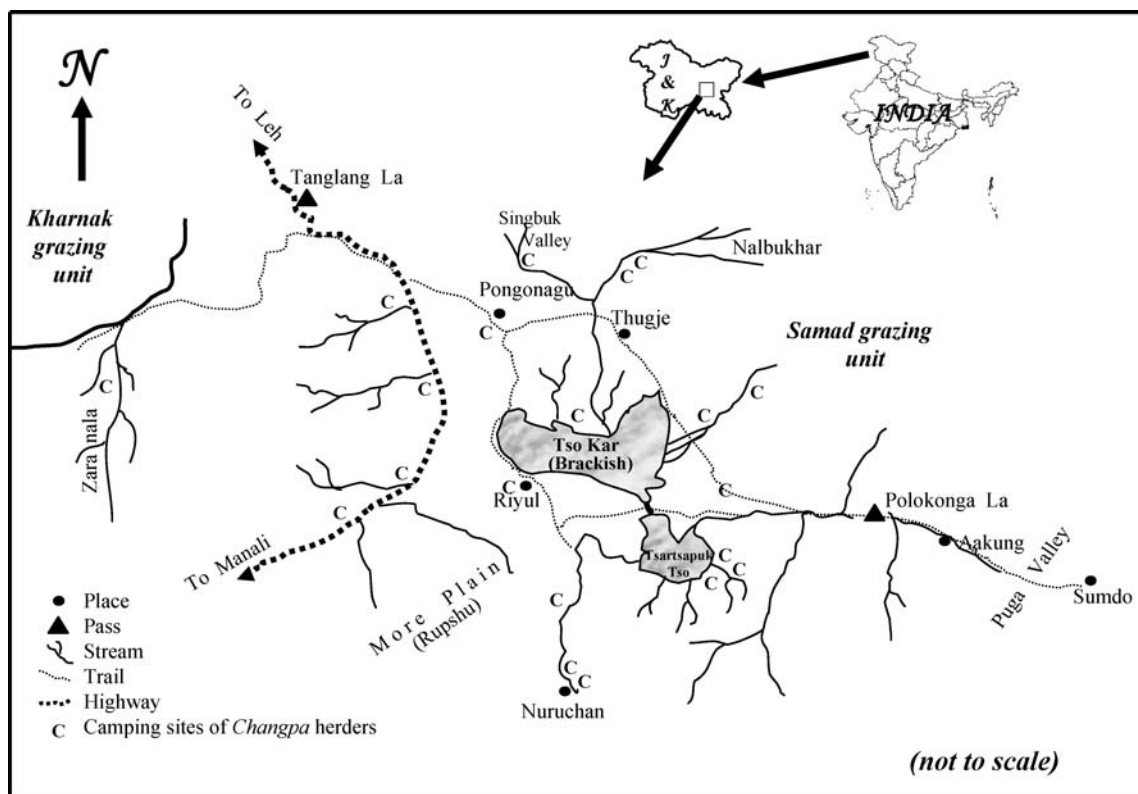 N
J
&
K
INDIA
To Leh
Tanglang La
Kharnak
grazing
unit
Singbuk
Valley
Nalbukhar
C
C
C
Pongonagu
C
C
Thugje
Samad grazing
unit
C
C
C
Zara nala
C
C
C
Tso Kar
(Brackish)
C
Riyul
C
C
C
Polokonga La
To Manali
Aakung
Tsartsapuk
Tso
C
C
C
C
Puga Valley
Sumdo
More Plain
(Rupshu)
C
C
C
Nuruchan
Place
Pass
Stream
Trail
Highway
C Camping sites of Changpa herders
(not to scale)